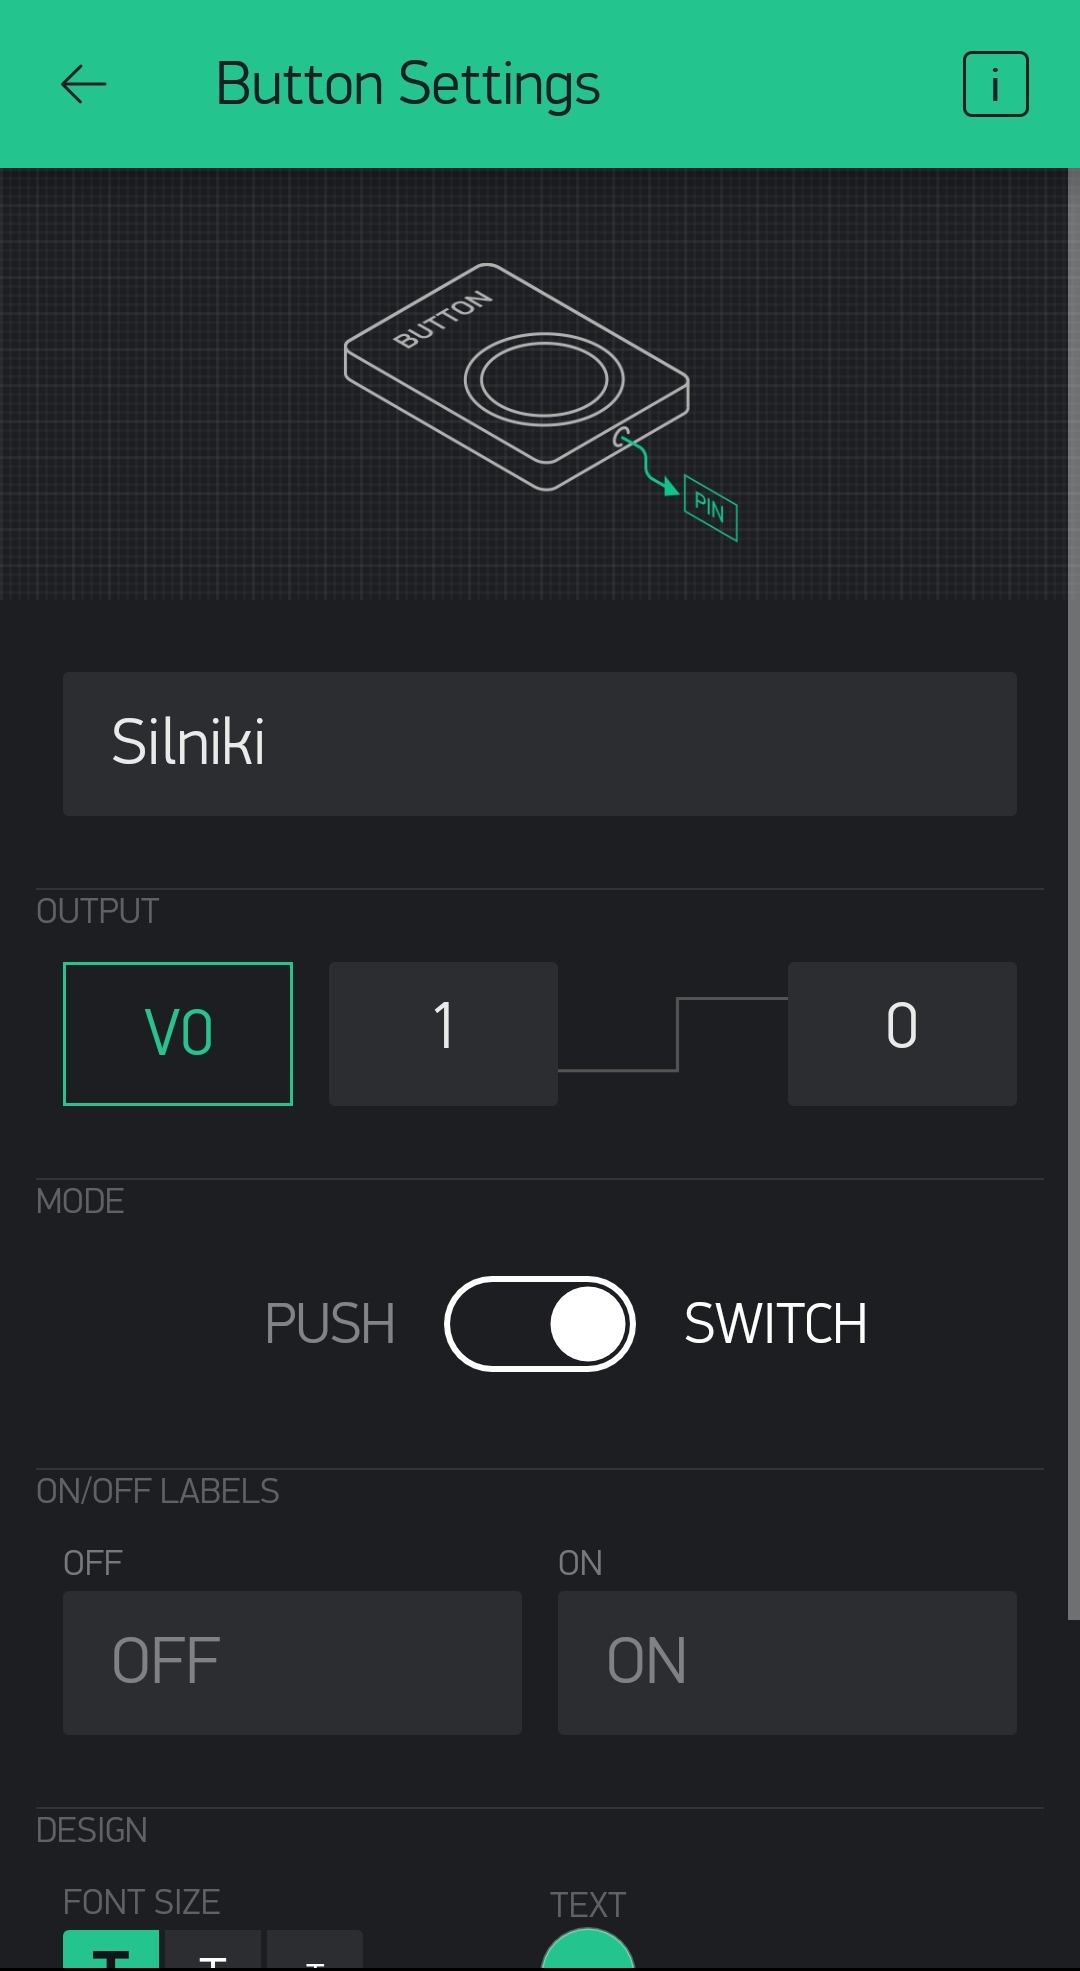 Button Settings
i
BUTTON
PIN
Silniki
OUTPUT
V0 1 0
MODE
PUSH SWITCH
ON/OFF LABELS
OFF ON
OFF ON
DESIGN
FONT SIZE TEXT
T T T